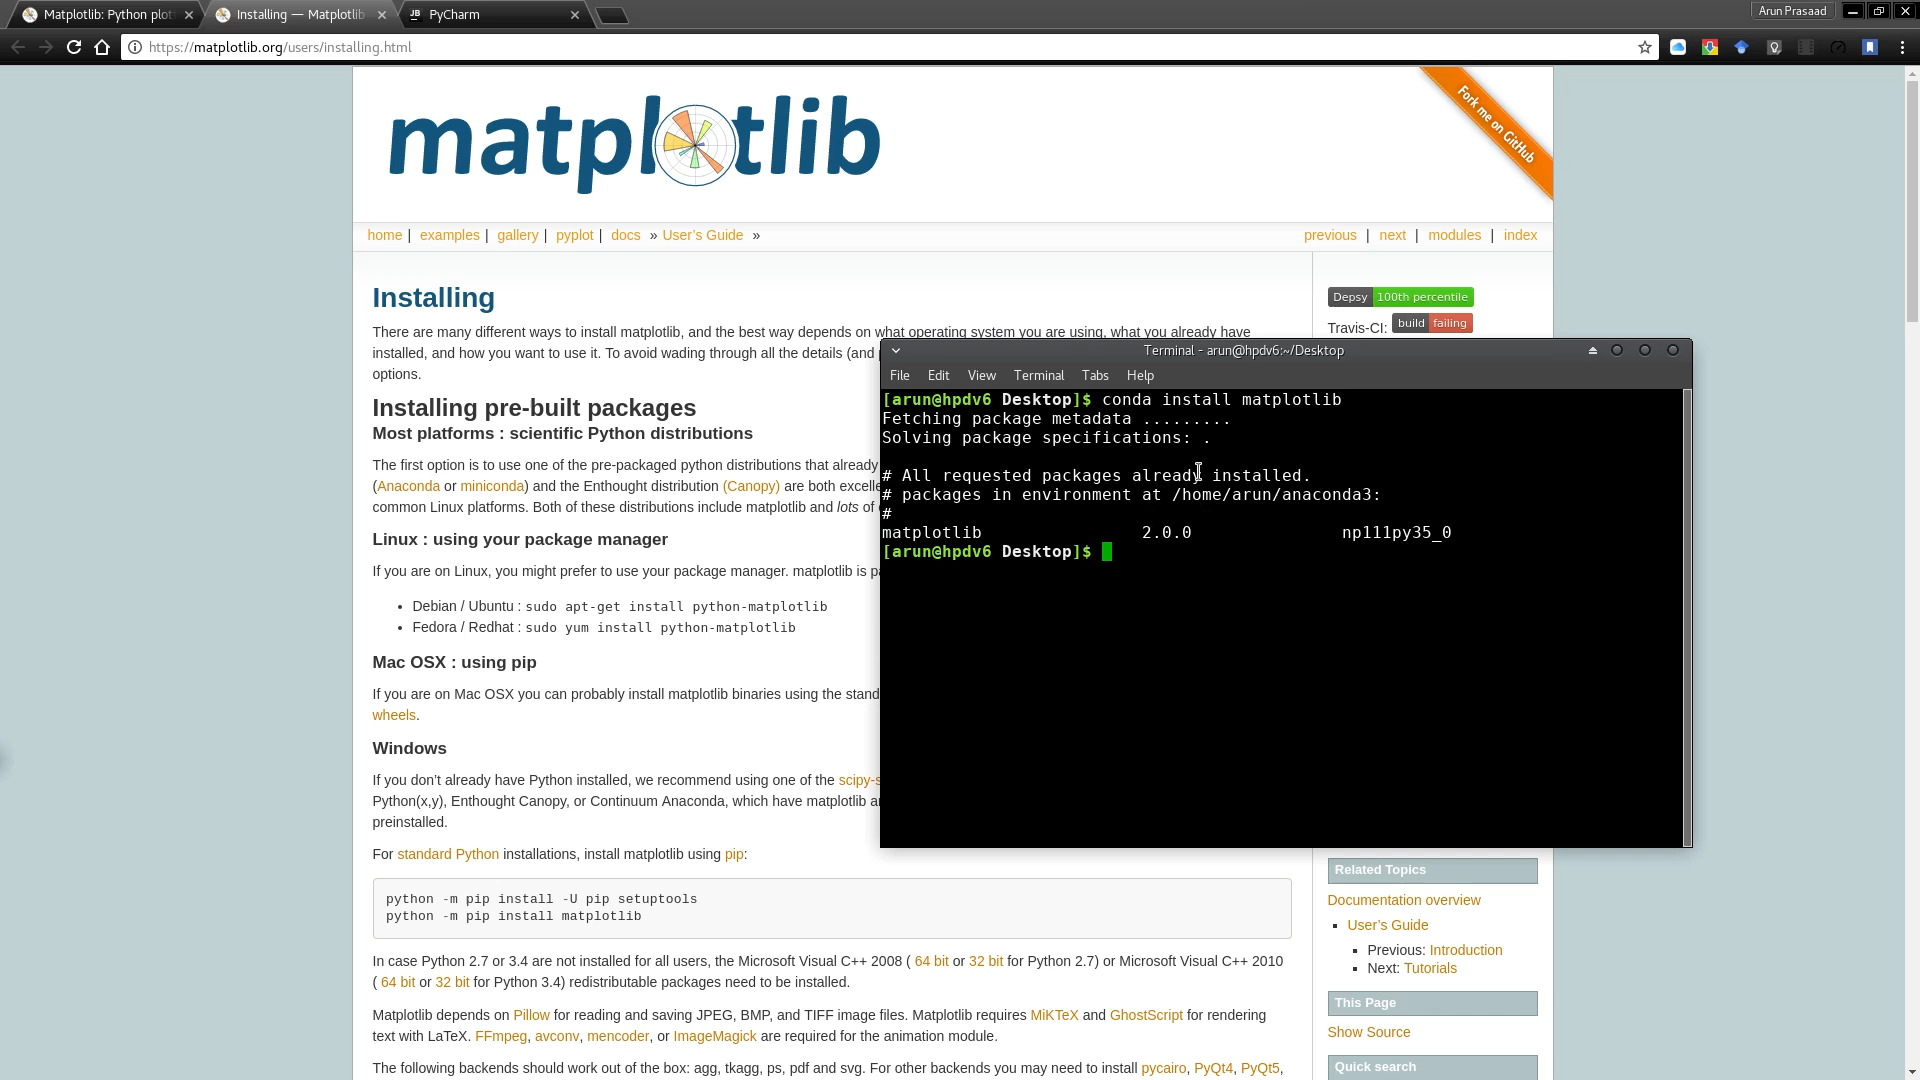 Matplotlib: Python plot
Installing — Matplotlib
JB PyCharm
Arun Prasaad
https://matplotlib.org/users/installing.html
matplotlib
Fork me on GitHub
home | examples | gallery | pyplot | docs » User's Guide »
previous | next | modules | index
Installing
There are many different ways to install matplotlib, and the best way depends on what operating system you are using, what you already have
installed, and how you want to use it. To avoid wading through all the details (and
options.
Installing pre-built packages
Most platforms : scientific Python distributions
The first option is to use one of the pre-packaged python distributions that already
(Anaconda or miniconda) and the Enthought distribution (Canopy) are both
common Linux platforms. Both of these distributions include matplotlib and lots of
Linux : using your package manager
If you are on Linux, you might prefer to use your package manager. matplotlib is
• Debian / Ubuntu : sudo apt-get install python-matplotlib
• Fedora / Redhat : sudo yum install python-matplotlib
Mac OSX : using pip
If you are on Mac OSX you can probably install matplotlib binaries using the
wheels.
Windows
If you don't already have Python installed, we recommend using one of the scipy-s
Python(x,y), Enthought Canopy, or Continuum Anaconda, which have matplotlib
preinstalled.
For standard Python installations, install matplotlib using pip:
python -m pip install -U pip setuptools
python -m pip install matplotlib
In case Python 2.7 or 3.4 are not installed for all users, the Microsoft Visual C++ 2008 ( 64 bit or 32 bit for Python 2.7) or Microsoft Visual C++ 2010
( 64 bit or 32 bit for Python 3.4) redistributable packages need to be installed.
Matplotlib depends on Pillow for reading and saving JPEG, BMP, and TIFF image files. Matplotlib requires MiKTeX and GhostScript for rendering
text with LaTeX. FFmpeg, avconv, mencoder, or ImageMagick are required for the animation module.
The following backends should work out of the box: agg, tkagg, ps, pdf and svg. For other backends you may need to install pycairo, PyQt4, PyQt5,
Depsy 100th percentile
Travis-CI: build failing
Terminal - arun@hpdv6:~/Desktop
File Edit View Terminal Tabs Help
[arun@hpdv6 Desktop]$ conda install matplotlib
Fetching package metadata .........
Solving package specifications: .
# All requested packages already installed.
# packages in environment at /home/arun/anaconda3:
#
matplotlib 2.0.0 np111py35_0
[arun@hpdv6 Desktop]$
Related Topics
Documentation overview
User's Guide
Previous: Introduction
Next: Tutorials
This Page
Show Source
Quick search